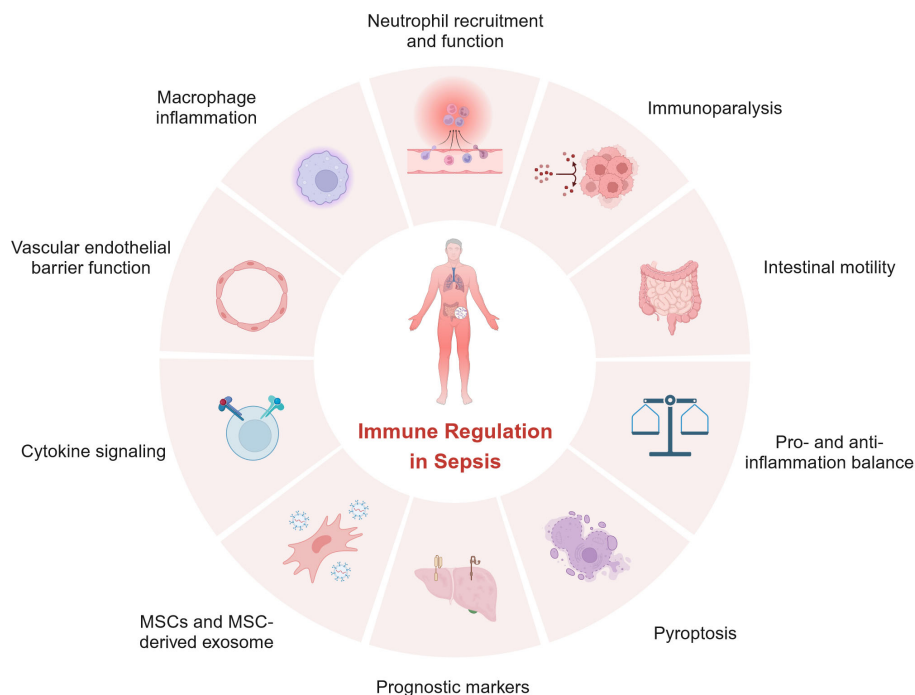 Neutrophil recruitment
and function
Immunoparalysis
Intestinal motility
Pro- and anti-
inflammation balance
Pyroptosis
Prognostic markers
MSCs and MSC-
derived exosome
Cytokine signaling
Vascular endothelial
barrier function
Macrophage
inflammation
Immune Regulation
in Sepsis